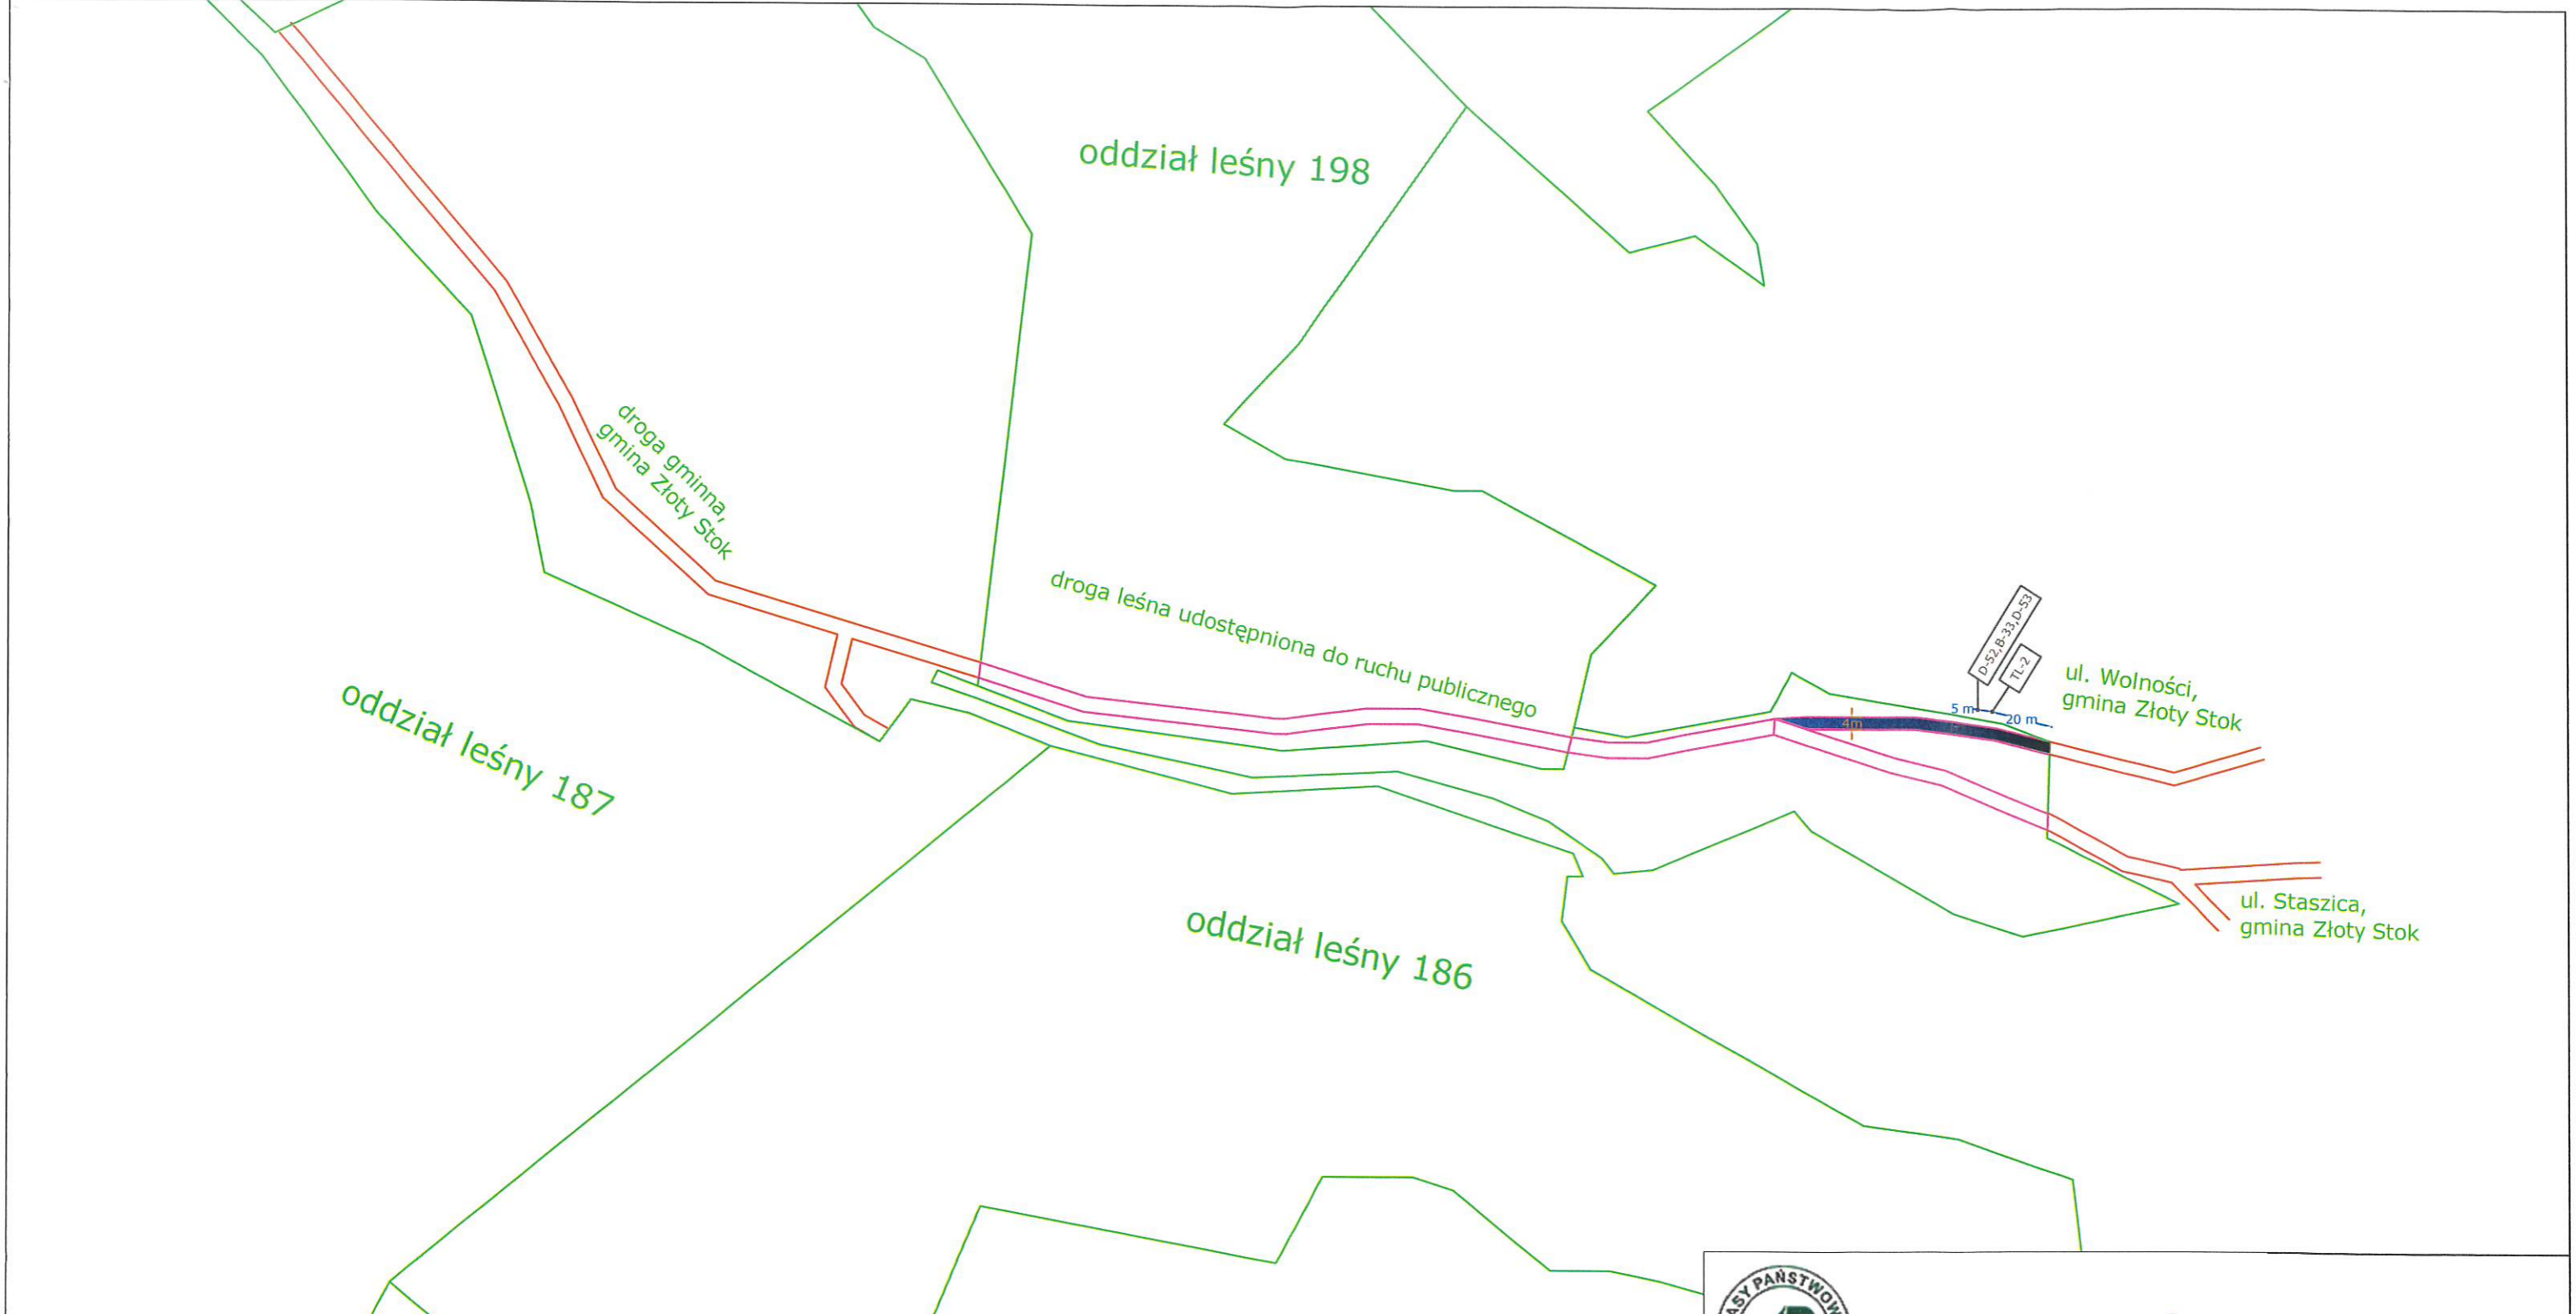 oddział leśny 198
droga gminna,
gmina Złoty Stok
droga leśna udostępniona do ruchu publicznego
D-52,B-33,D-53
TL-2
5 m
20 m
4m
ul. Wolności,
gmina Złoty Stok
oddział leśny 187
ul. Staszica,
gmina Złoty Stok
oddział leśny 186
ASY PAŃSTWOW